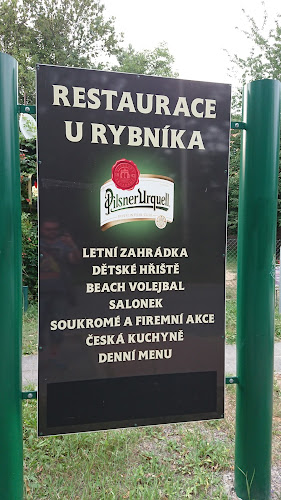 RESTAURACE
U RYBNÍKA
Pilsner Urquell
LETNÍ ZAHRÁDKA
DĚTSKÉ HŘIŠTĚ
BEACH VOLEJBAL
SALONEK
SOUKROMÉ A FIREMNÍ AKCE
ČESKÁ KUCHYNĚ
DENNÍ MENU